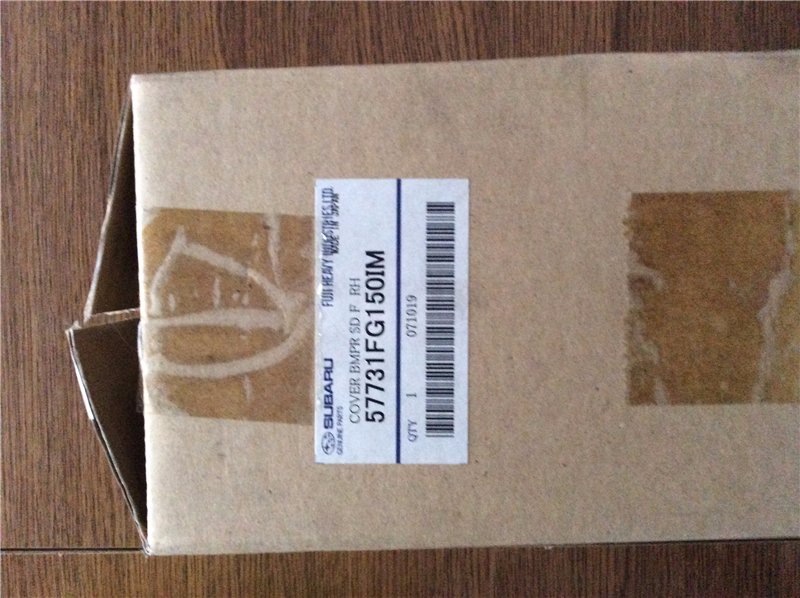 SUBARU
GENUINE PARTS
FUJI HEAVY INDUSTRIES LTD.
MADE IN JAPAN
COVER BMPR SD F RH
57731FG150IM
QTY 1 071019